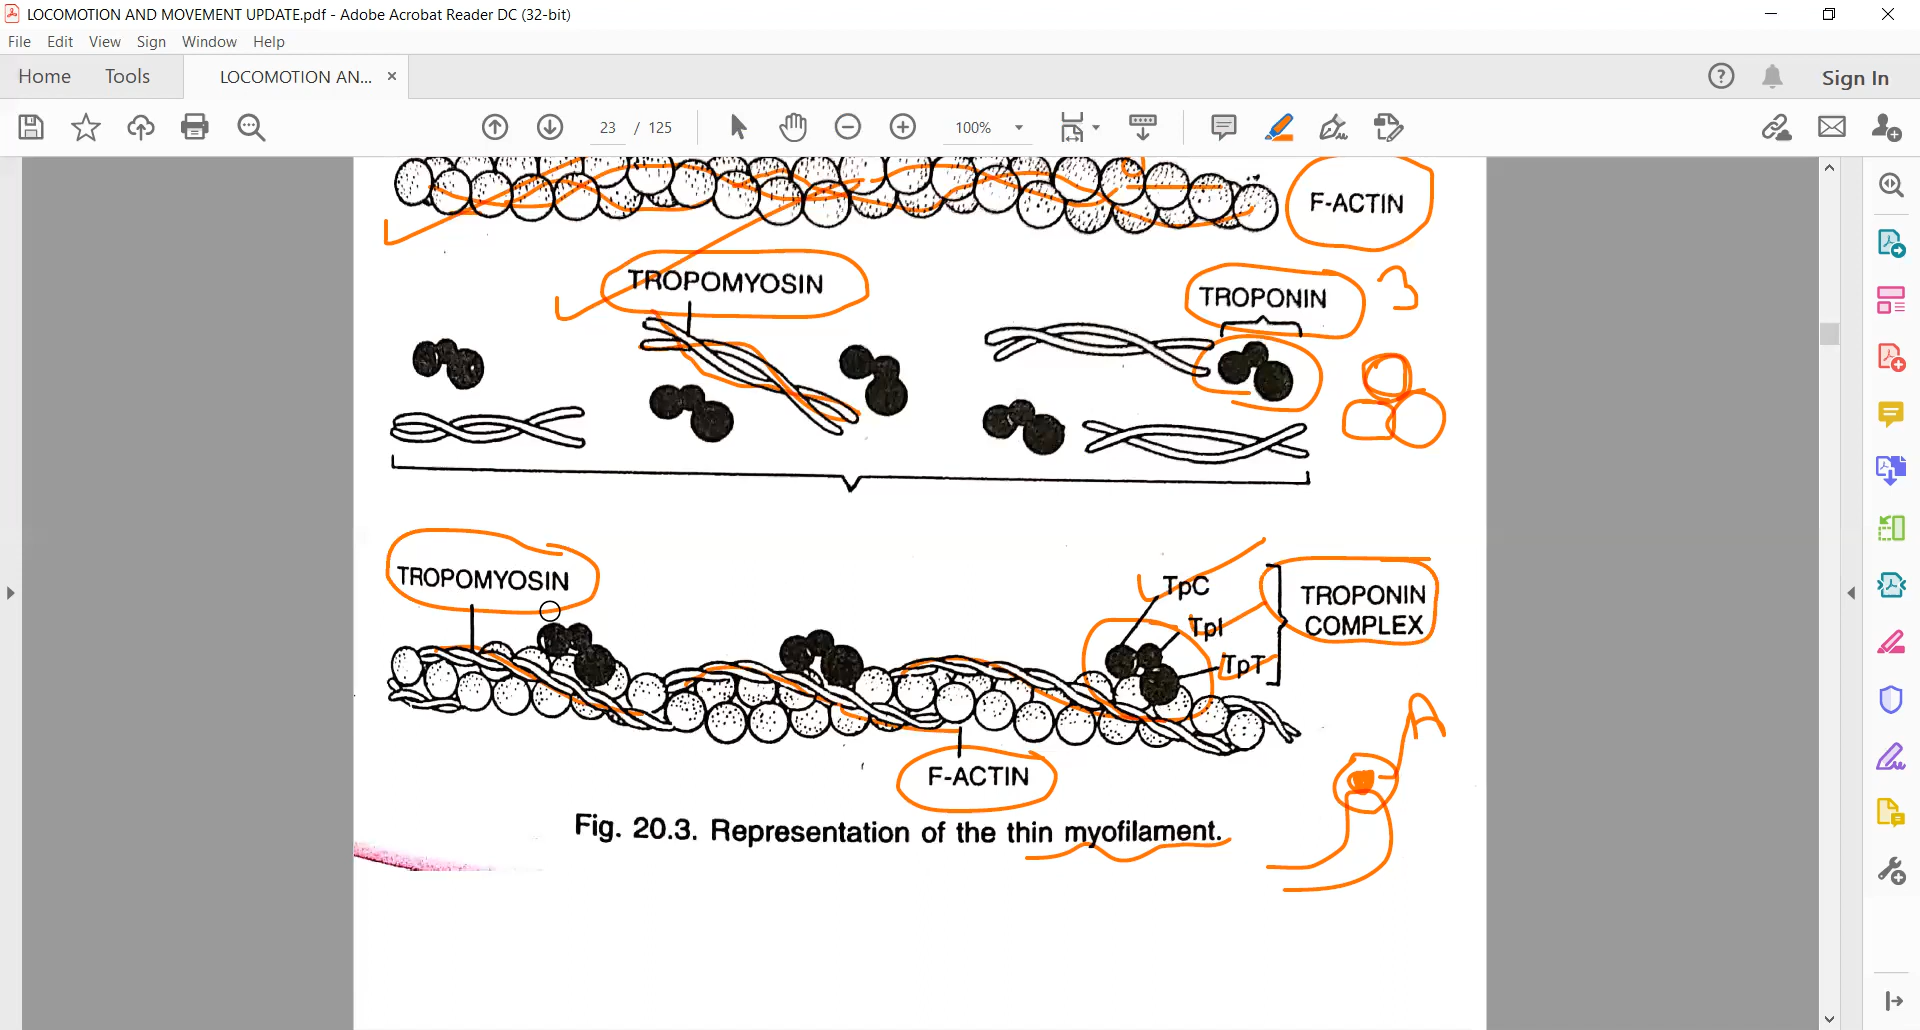 LOCOMOTION AND MOVEMENT UPDATE.pdf - Adobe Acrobat Reader DC (32-bit)
File Edit View Sign Window Help
Home Tools LOCOMOTION AN... × Sign In
23 / 125 100%
F-ACTIN
TROPOMYOSIN
TROPONIN 3
TROPOMYOSIN
TpC
TpI
TpT
TROPONIN
COMPLEX
A
F-ACTIN
Fig. 20.3. Representation of the thin myofilament.